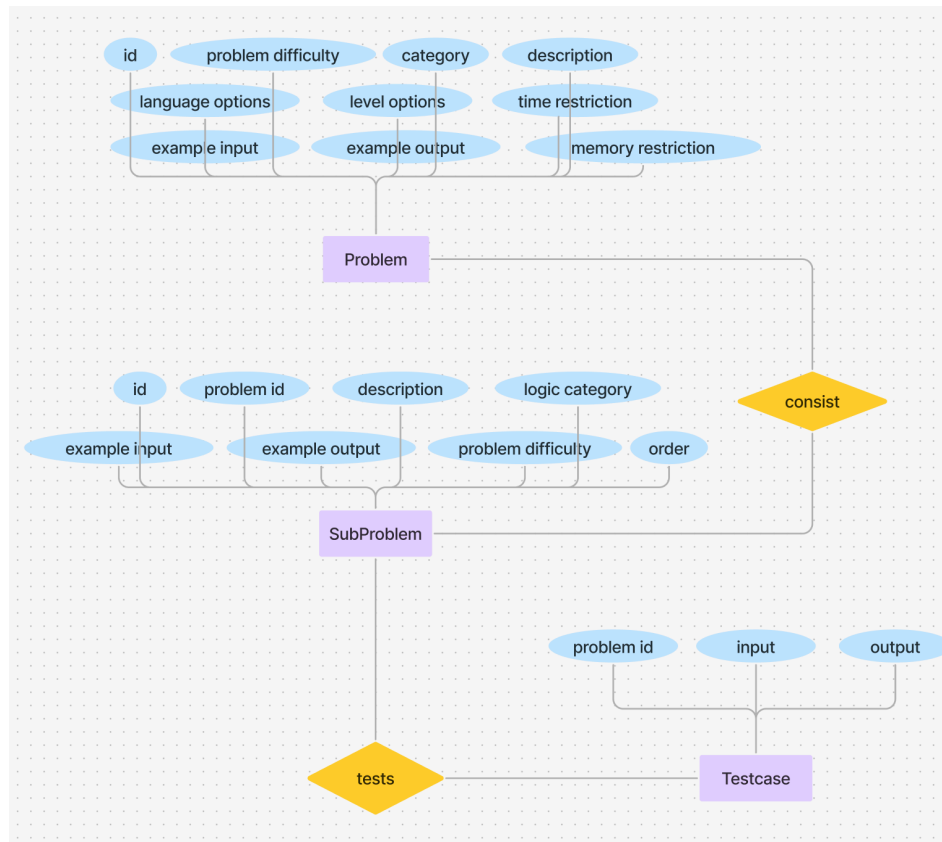 id
problem difficulty
category
description
language options
level options
time restriction
example input
example output
memory restriction
Problem
id
problem id
description
logic category
consist
example input
example output
problem difficulty
order
SubProblem
problem id
input
output
tests
Testcase